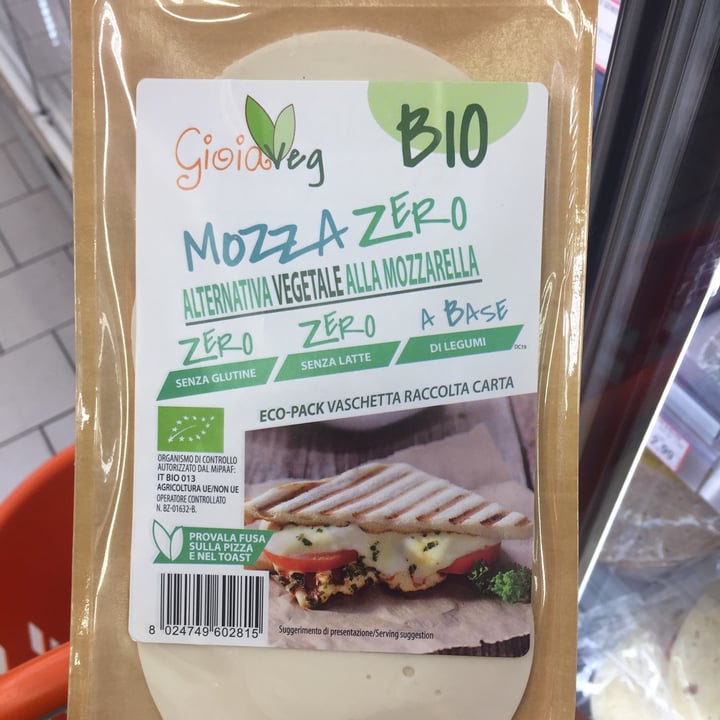 Gioiaveg
BIO
MOZZA ZERO
ALTERNATIVA VEGETALE ALLA MOZZARELLA
ZERO
SENZA GLUTINE
ZERO
SENZA LATTE
A BASE
DI LEGUMI
DC19
ECO-PACK VASCHETTA RACCOLTA CARTA
ORGANISMO DI CONTROLLO
AUTORIZZATO DAL MiPAAF:
IT BIO 013
AGRICOLTURA UE/NON UE
OPERATORE CONTROLLATO
N. BZ-01632-B.
PROVALA FUSA
SULLA PIZZA
E NEL TOAST
8 024749 602815
Suggerimento di presentazione/Serving suggestion